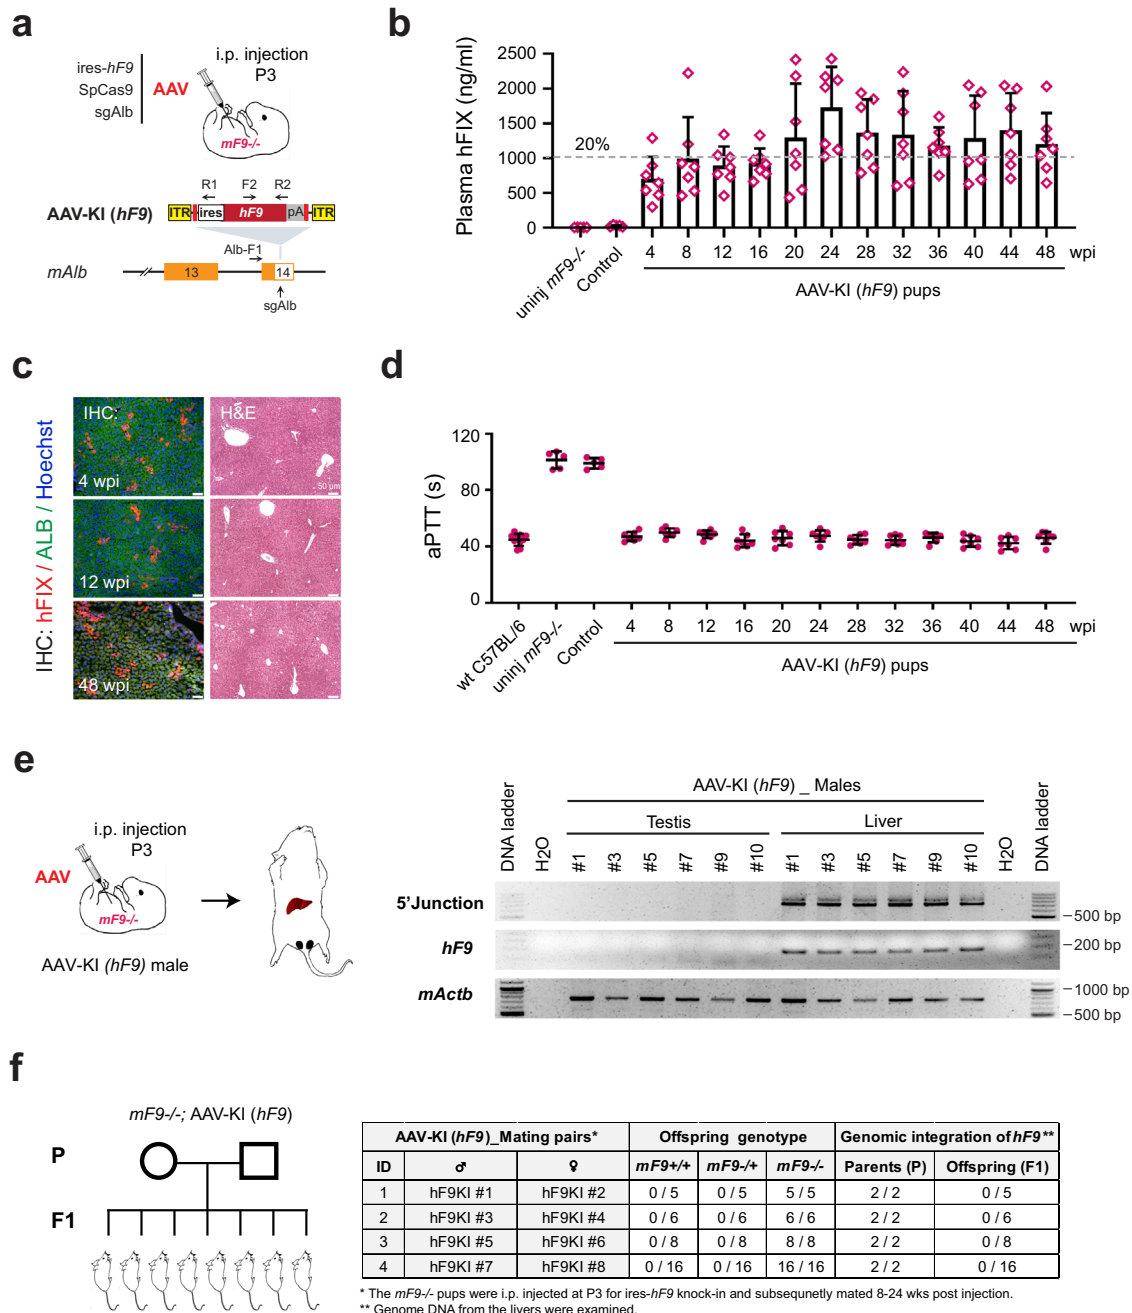 a
i.p. injection
P3
ires-hF9
SpCas9
sgAlb
AAV
mF9-/-
R1 F2 R2
AAV-KI (hF9)
ITR ires hF9 pA ITR
Alb-F1
mAlb
13 14
sgAlb
b
Plasma hFIX (ng/ml)
2500
2000
1500
1000
500
0
20%
uninj mF9-/-
Control
4 8 12 16 20 24 28 32 36 40 44 48 wpi
AAV-KI (hF9) pups
c
IHC: hFIX / ALB / Hoechst
IHC:
H&E
4 wpi
50 µm
12 wpi
48 wpi
d
aPTT (s)
120
80
40
0
wt C57BL/6
uninj mF9-/-
Control
4 8 12 16 20 24 28 32 36 40 44 48 wpi
AAV-KI (hF9) pups
e
i.p. injection
P3
AAV
mF9-/-
AAV-KI (hF9) male
AAV-KI (hF9) _ Males
Testis Liver
DNA ladder H2O #1 #3 #5 #7 #9 #10 #1 #3 #5 #7 #9 #10 H2O DNA ladder
5'Junction
500 bp
hF9
200 bp
mActb
1000 bp
500 bp
f
mF9-/-; AAV-KI (hF9)
P
F1
AAV-KI (hF9)_Mating pairs* Offspring genotype Genomic integration of hF9**
ID ♂ ♀ mF9+/+ mF9-/+ mF9-/- Parents (P) Offspring (F1)
1 hF9KI #1 hF9KI #2 0 / 5 0 / 5 5 / 5 2 / 2 0 / 5
2 hF9KI #3 hF9KI #4 0 / 6 0 / 6 6 / 6 2 / 2 0 / 6
3 hF9KI #5 hF9KI #6 0 / 8 0 / 8 8 / 8 2 / 2 0 / 8
4 hF9KI #7 hF9KI #8 0 / 16 0 / 16 16 / 16 2 / 2 0 / 16
* The mF9-/- pups were i.p. injected at P3 for ires-hF9 knock-in and subsequnetly mated 8-24 wks post injection.
** Genome DNA from the livers were examined.